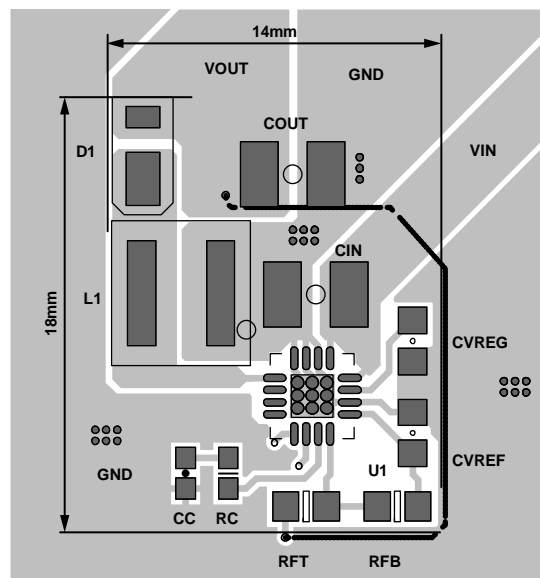 14mm
VOUT
GND
COUT
D1
VIN
CIN
L1
18mm
CVREG
CVREF
GND
U1
CC
RC
RFT
RFB